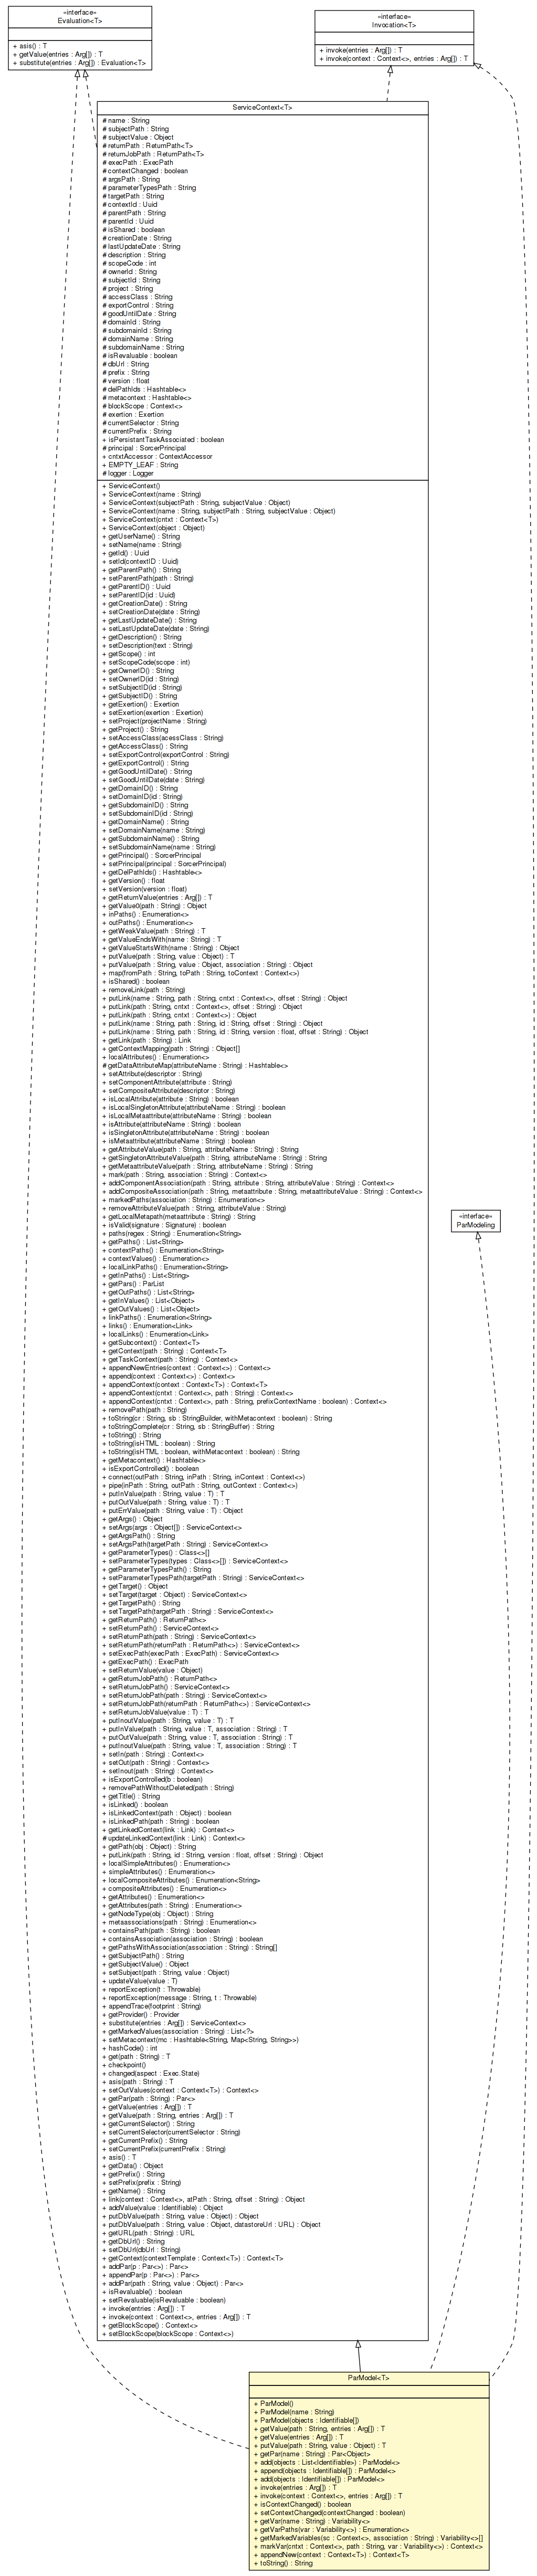 «interface»
Evaluation<T>
+ asis() : T
+ getValue(entries : Arg[]) : T
+ substitute(entries : Arg[]) : Evaluation<T>
«interface»
Invocation<T>
+ invoke(entries : Arg[]) : T
+ invoke(context : Context<>, entries : Arg[]) : T
ServiceContext<T>
# name : String
# subjectPath : String
# subjectValue : Object
# returnPath : ReturnPath<T>
# returnJobPath : ReturnPath<T>
# execPath : ExecPath
# contextChanged : boolean
# argsPath : String
# parameterTypesPath : String
# targetPath : String
# contextId : Uuid
# parentPath : String
# parentId : Uuid
# isShared : boolean
# creationDate : String
# lastUpdateDate : String
# description : String
# scopeCode : int
# ownerId : String
# subjectId : String
# project : String
# accessClass : String
# exportControl : String
# goodUntilDate : String
# domainId : String
# subdomainId : String
# domainName : String
# subdomainName : String
# isRevaluable : boolean
# dbUrl : String
# prefix : String
# version : float
# delPathIds : Hashtable<>
# metacontext : Hashtable<>
# blockScope : Context<>
# exertion : Exertion
# currentSelector : String
# currentPrefix : String
+ isPersistantTaskAssociated : boolean
# principal : SorcerPrincipal
+ cntxtAccessor : ContextAccessor
+ EMPTY_LEAF : String
# logger : Logger
+ ServiceContext()
+ ServiceContext(name : String)
+ ServiceContext(subjectPath : String, subjectValue : Object)
+ ServiceContext(name : String, subjectPath : String, subjectValue : Object)
+ ServiceContext(cntxt : Context<T>)
+ ServiceContext(object : Object)
+ getUserName() : String
+ setName(name : String)
+ getId() : Uuid
+ setId(contextID : Uuid)
+ getParentPath() : String
+ setParentPath(path : String)
+ getParentID() : Uuid
+ setParentID(id : Uuid)
+ getCreationDate() : String
+ setCreationDate(date : String)
+ getLastUpdateDate() : String
+ setLastUpdateDate(date : String)
+ getDescription() : String
+ setDescription(text : String)
+ getScope() : int
+ setScopeCode(scope : int)
+ getOwnerID() : String
+ setOwnerID(id : String)
+ setSubjectID(id : String)
+ getSubjectID() : String
+ getExertion() : Exertion
+ setExertion(exertion : Exertion)
+ setProject(projectName : String)
+ getProject() : String
+ setAccessClass(acessClass : String)
+ getAccessClass() : String
+ setExportControl(exportControl : String)
+ getExportControl() : String
+ getGoodUntilDate() : String
+ setGoodUntilDate(date : String)
+ getDomainID() : String
+ setDomainID(id : String)
+ getSubdomainID() : String
+ setSubdomainID(id : String)
+ getDomainName() : String
+ setDomainName(name : String)
+ getSubdomainName() : String
+ setSubdomainName(name : String)
+ getPrincipal() : SorcerPrincipal
+ setPrincipal(principal : SorcerPrincipal)
+ getDelPathIds() : Hashtable<>
+ getVersion() : float
+ setVersion(version : float)
+ getReturnValue(entries : Arg[]) : T
+ getValue0(path : String) : Object
+ inPaths() : Enumeration<>
+ outPaths() : Enumeration<>
+ getWeakValue(path : String) : T
+ getValueEndsWith(name : String) : T
+ getValueStartsWith(name : String) : Object
+ putValue(path : String, value : Object) : T
+ putValue(path : String, value : Object, association : String) : Object
+ map(fromPath : String, toPath : String, toContext : Context<>)
+ isShared() : boolean
+ removeLink(path : String)
+ putLink(name : String, path : String, cntxt : Context<>, offset : String) : Object
+ putLink(path : String, cntxt : Context<>, offset : String) : Object
+ putLink(path : String, cntxt : Context<>) : Object
+ putLink(name : String, path : String, id : String, offset : String) : Object
+ putLink(name : String, path : String, id : String, version : float, offset : String) : Object
+ getLink(path : String) : Link
+ getContextMapping(path : String) : Object[]
+ localAttributes() : Enumeration<>
# getDataAttributeMap(attributeName : String) : Hashtable<>
+ setAttribute(descriptor : String)
+ setComponentAttribute(attribute : String)
+ setCompositeAttribute(descriptor : String)
+ isLocalAttribute(attribute : String) : boolean
+ isLocalSingletonAttribute(attributeName : String) : boolean
+ isLocalMetaattribute(attributeName : String) : boolean
+ isAttribute(attributeName : String) : boolean
+ isSingletonAttribute(attributeName : String) : boolean
+ isMetaattribute(attributeName : String) : boolean
+ getAttributeValue(path : String, attributeName : String) : String
+ getSingletonAttributeValue(path : String, attributeName : String) : String
+ getMetaattributeValue(path : String, attributeName : String) : String
+ mark(path : String, association : String) : Context<>
+ addComponentAssociation(path : String, attribute : String, attributeValue : String) : Context<>
+ addCompositeAssociation(path : String, metaattribute : String, metaattributeValue : String) : Context<>
+ markedPaths(association : String) : Enumeration<>
+ removeAttributeValue(path : String, attributeValue : String)
+ getLocalMetapath(metaattribute : String) : String
+ isValid(signature : Signature) : boolean
+ paths(regex : String) : Enumeration<String>
+ getPaths() : List<String>
+ contextPaths() : Enumeration<String>
+ contextValues() : Enumeration<>
+ localLinkPaths() : Enumeration<String>
+ getInPaths() : List<String>
+ getPars() : ParList
+ getOutPaths() : List<String>
+ getInValues() : List<Object>
+ getOutValues() : List<Object>
+ linkPaths() : Enumeration<String>
+ links() : Enumeration<Link>
+ localLinks() : Enumeration<Link>
+ getSubcontext() : Context<T>
+ getContext(path : String) : Context<T>
+ getTaskContext(path : String) : Context<>
+ appendNewEntries(context : Context<>) : Context<>
+ append(context : Context<>) : Context<>
+ appendContext(context : Context<T>) : Context<T>
+ appendContext(cntxt : Context<>, path : String) : Context<>
+ appendContext(cntxt : Context<>, path : String, prefixContextName : boolean) : Context<>
+ removePath(path : String)
+ toString(cr : String, sb : StringBuilder, withMetacontext : boolean) : String
+ toStringComplete(cr : String, sb : StringBuffer) : String
+ toString() : String
+ toString(isHTML : boolean) : String
+ toString(isHTML : boolean, withMetacontext : boolean) : String
+ getMetacontext() : Hashtable<>
+ isExportControlled() : boolean
+ connect(outPath : String, inPath : String, inContext : Context<>)
+ pipe(inPath : String, outPath : String, outContext : Context<>)
+ putInValue(path : String, value : T) : T
+ putOutValue(path : String, value : T) : T
+ putErrValue(path : String, value : T) : Object
+ getArgs() : Object
+ setArgs(args : Object[]) : ServiceContext<>
+ getArgsPath() : String
+ setArgsPath(targetPath : String) : ServiceContext<>
+ getParameterTypes() : Class<>[]
+ setParameterTypes(types : Class<>[]) : ServiceContext<>
+ getParameterTypesPath() : String
+ setParameterTypesPath(targetPath : String) : ServiceContext<>
+ getTarget() : Object
+ setTarget(target : Object) : ServiceContext<>
+ getTargetPath() : String
+ setTargetPath(targetPath : String) : ServiceContext<>
+ getReturnPath() : ReturnPath<>
+ setReturnPath() : ServiceContext<>
+ setReturnPath(path : String) : ServiceContext<>
+ setReturnPath(returnPath : ReturnPath<>) : ServiceContext<>
+ setExecPath(execPath : ExecPath) : ServiceContext<>
+ getExecPath() : ExecPath
+ setReturnValue(value : Object)
+ getReturnJobPath() : ReturnPath<>
+ setReturnJobPath() : ServiceContext<>
+ setReturnJobPath(path : String) : ServiceContext<>
+ setReturnJobPath(returnPath : ReturnPath<>) : ServiceContext<>
+ setReturnJobValue(value : T) : T
+ putInoutValue(path : String, value : T) : T
+ putInValue(path : String, value : T, association : String) : T
+ putOutValue(path : String, value : T, association : String) : T
+ putInoutValue(path : String, value : T, association : String) : T
+ setIn(path : String) : Context<>
+ setOut(path : String) : Context<>
+ setInout(path : String) : Context<>
+ isExportControlled(b : boolean)
+ removePathWithoutDeleted(path : String)
+ getTitle() : String
+ isLinked() : boolean
+ isLinkedContext(path : Object) : boolean
+ isLinkedPath(path : String) : boolean
+ getLinkedContext(link : Link) : Context<>
# updateLinkedContext(link : Link) : Context<>
+ getPath(obj : Object) : String
+ putLink(path : String, id : String, version : float, offset : String) : Object
+ localSimpleAttributes() : Enumeration<>
+ simpleAttributes() : Enumeration<>
+ localCompositeAttributes() : Enumeration<String>
+ compositeAttributes() : Enumeration<>
+ getAttributes() : Enumeration<>
+ getAttributes(path : String) : Enumeration<>
+ getNodeType(obj : Object) : String
+ metaassociations(path : String) : Enumeration<>
+ containsPath(path : String) : boolean
+ containsAssociation(association : String) : boolean
+ getPathsWithAssociation(association : String) : String[]
+ getSubjectPath() : String
+ getSubjectValue() : Object
+ setSubject(path : String, value : Object)
+ updateValue(value : T)
+ reportException(t : Throwable)
+ reportException(message : String, t : Throwable)
+ appendTrace(footprint : String)
+ getProvider() : Provider
+ substitute(entries : Arg[]) : ServiceContext<>
+ getMarkedValues(association : String) : List<?>
+ setMetacontext(mc : Hashtable<String, Map<String, String>>)
+ hashCode() : int
+ get(path : String) : T
+ checkpoint()
+ changed(aspect : Exec.State)
+ asis(path : String) : T
+ setOutValues(context : Context<T>) : Context<>
+ getPar(path : String) : Par<>
+ getValue(entries : Arg[]) : T
+ getValue(path : String, entries : Arg[]) : T
+ getCurrentSelector() : String
+ setCurrentSelector(currentSelector : String)
+ getCurrentPrefix() : String
+ setCurrentPrefix(currentPrefix : String)
+ asis() : T
+ getData() : Object
+ getPrefix() : String
+ setPrefix(prefix : String)
+ getName() : String
+ link(context : Context<>, atPath : String, offset : String) : Object
+ addValue(value : Identifiable) : Object
+ putDbValue(path : String, value : Object) : Object
+ putDbValue(path : String, value : Object, datastoreUrl : URL) : Object
+ getURL(path : String) : URL
+ getDbUrl() : String
+ setDbUrl(dbUrl : String)
+ getContext(contextTemplate : Context<T>) : Context<T>
+ addPar(p : Par<>) : Par<>
+ appendPar(p : Par<>) : Par<>
+ addPar(path : String, value : Object) : Par<>
+ isRevaluable() : boolean
+ setRevaluable(isRevaluable : boolean)
+ invoke(entries : Arg[]) : T
+ invoke(context : Context<>, entries : Arg[]) : T
+ getBlockScope() : Context<>
+ setBlockScope(blockScope : Context<>)
«interface»
ParModeling
ParModel<T>
+ ParModel()
+ ParModel(name : String)
+ ParModel(objects : Identifiable[])
+ getValue(path : String, entries : Arg[]) : T
+ getValue(entries : Arg[]) : T
+ putValue(path : String, value : Object) : T
+ getPar(name : String) : Par<Object>
+ add(objects : List<Identifiable>) : ParModel<>
+ append(objects : Identifiable[]) : ParModel<>
+ add(objects : Identifiable[]) : ParModel<>
+ invoke(entries : Arg[]) : T
+ invoke(context : Context<>, entries : Arg[]) : T
+ isContextChanged() : boolean
+ setContextChanged(contextChanged : boolean)
+ getVar(name : String) : Variability<>
+ getVarPaths(var : Variability<>) : Enumeration<>
+ getMarkedVariables(sc : Context<>, association : String) : Variability<>[]
+ markVar(cntxt : Context<>, path : String, var : Variability<>) : Context<>
+ appendNew(context : Context<T>) : Context<T>
+ toString() : String